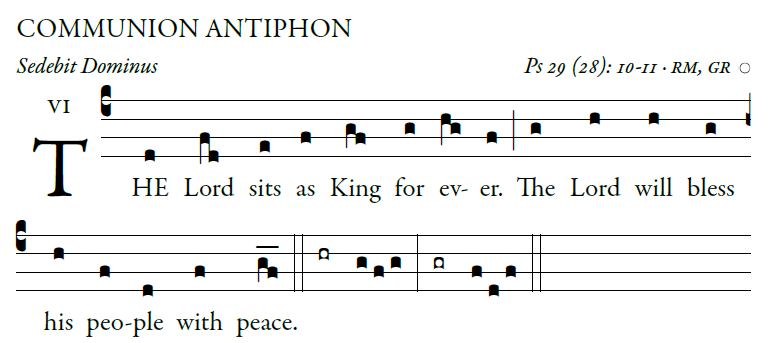 COMMUNION ANTIPHON
Sedebit Dominus Ps 29 (28): 10-11 · RM, GR
VI
THE Lord sits as King for ev- er. The Lord will bless
his peo-ple with peace.